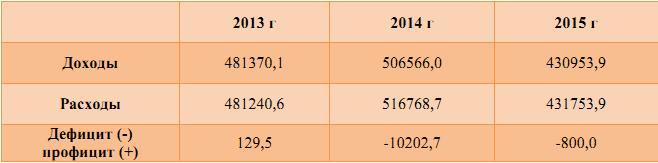 2013 г 2014 г 2015 г
Доходы 481370,1 506566,0 430953,9
Расходы 481240,6 516768,7 431753,9
Дефицит (-)
профицит (+) 129,5 -10202,7 -800,0